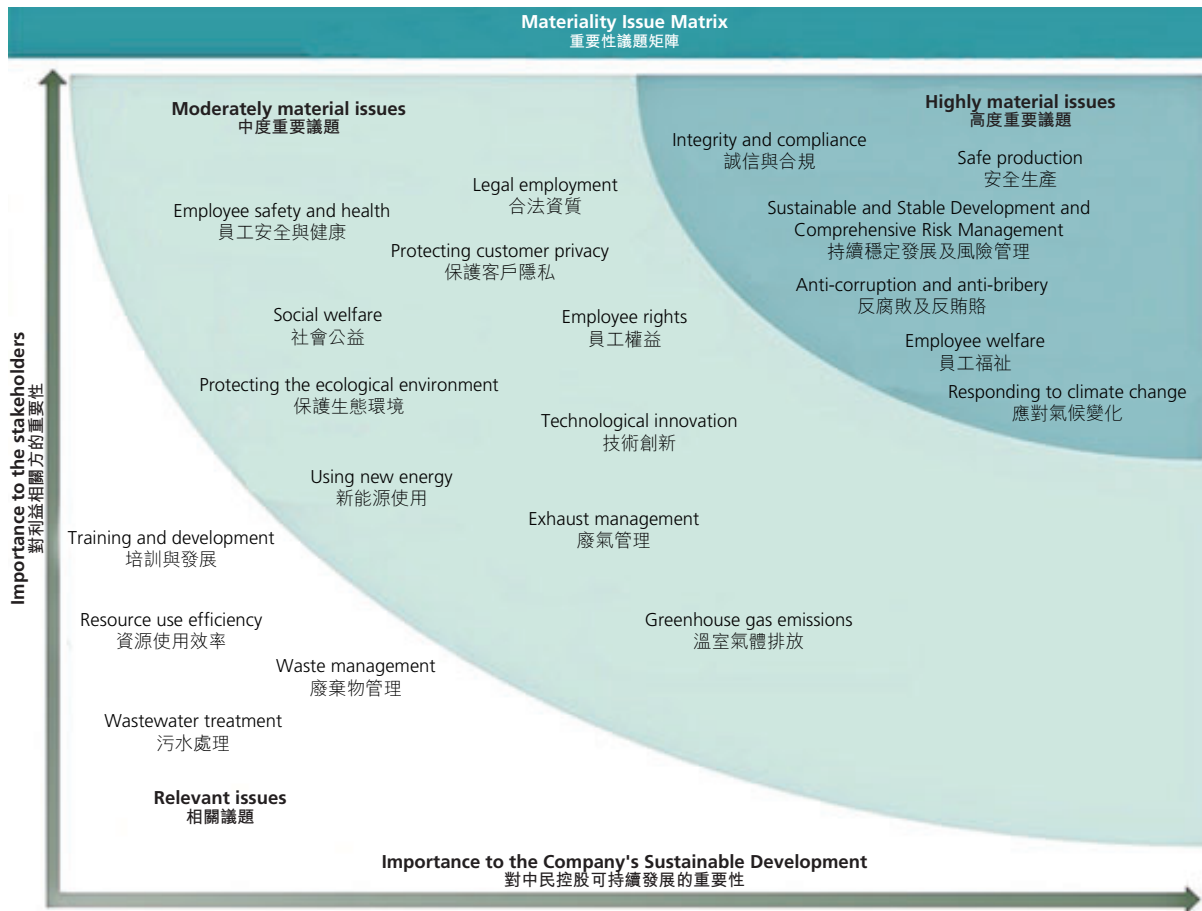 Materiality Issue Matrix
重要性議題矩陣
Moderately material issues
中度重要議題
Highly material issues
高度重要議題
Integrity and compliance
誠信與合規
Safe production
安全生產
Legal employment
合法資質
Employee safety and health
員工安全與健康
Sustainable and Stable Development and
Comprehensive Risk Management
持續穩定發展及風險管理
Protecting customer privacy
保護客戶隱私
Anti-corruption and anti-bribery
反腐敗及反賄賂
Social welfare
社會公益
Employee rights
員工權益
Employee welfare
員工福祉
Protecting the ecological environment
保護生態環境
Responding to climate change
應對氣候變化
Technological innovation
技術創新
Using new energy
新能源使用
Exhaust management
廢氣管理
Training and development
培訓與發展
Resource use efficiency
資源使用效率
Greenhouse gas emissions
溫室氣體排放
Waste management
廢棄物管理
Wastewater treatment
污水處理
Relevant issues
相關議題
Importance to the stakeholders
對利益相關方的重要性
Importance to the Company's Sustainable Development
對中民控股可持續發展的重要性